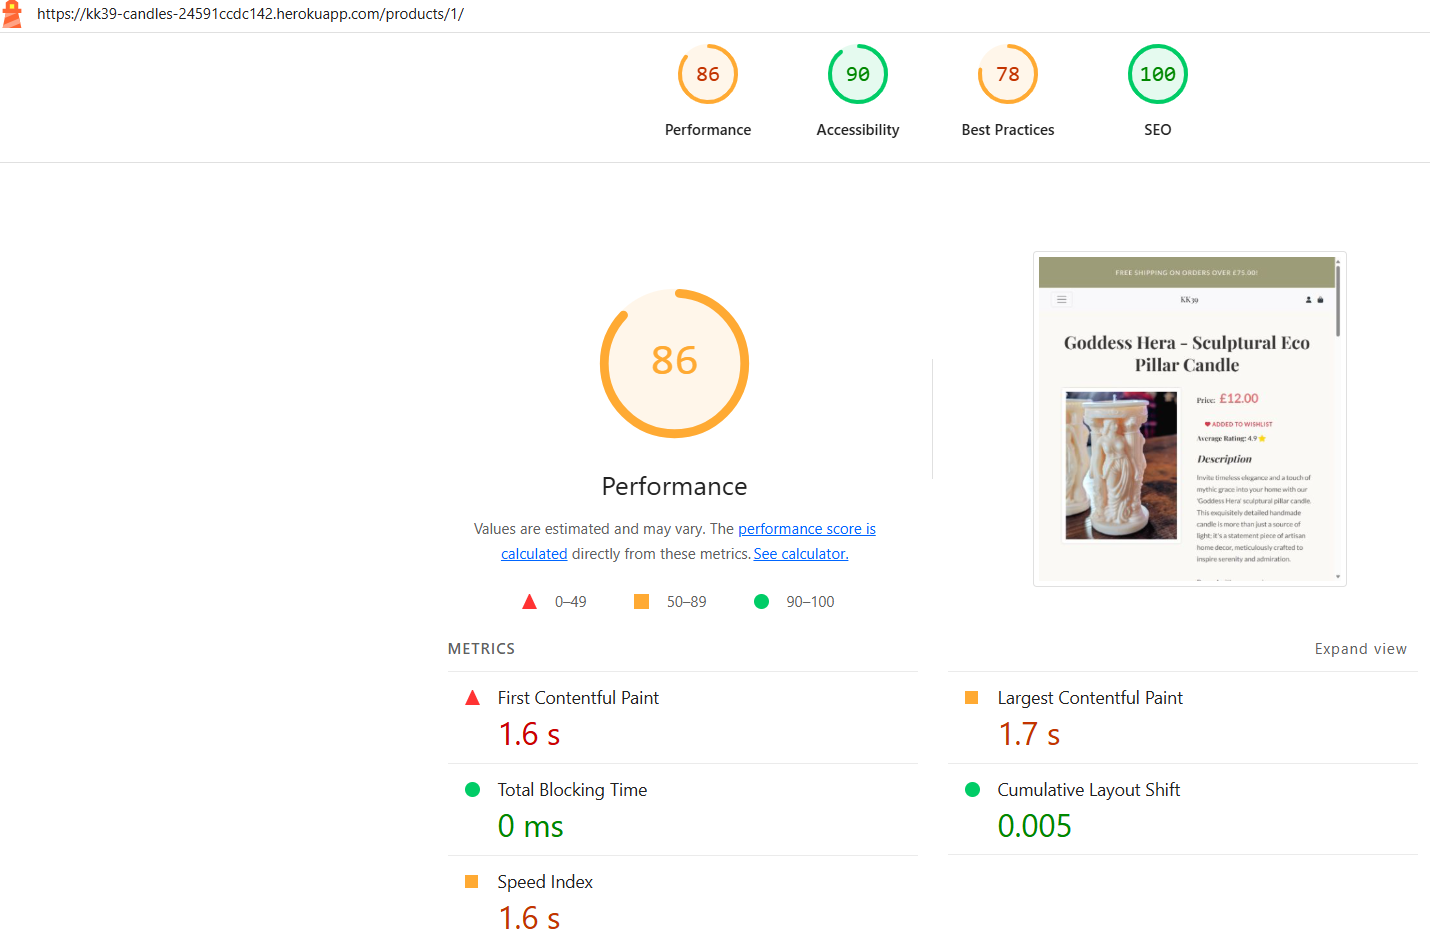 https://kk39-candles-24591ccdc142.herokuapp.com/products/1/
86
90
78
100
Performance
Accessibility
Best Practices
SEO
86
Performance
Values are estimated and may vary. The performance score is
calculated directly from these metrics. See calculator.
0–49
50–89
90–100
FREE SHIPPING ON ORDERS OVER £75.00!
KK39
Goddess Hera - Sculptural Eco
Pillar Candle
Price: £12.00
ADDED TO WISHLIST
Average Rating: 4.9
Description
Invite timeless elegance and a touch of
mythic grace into your home with our
'Goddess Hera' sculptural pillar candle.
This exquisitely detailed handmade
candle is more than just a source of
light; it's a statement piece of artisan
home decor, meticulously crafted to
inspire serenity and admiration.
METRICS
Expand view
First Contentful Paint
1.6 s
Largest Contentful Paint
1.7 s
Total Blocking Time
0 ms
Cumulative Layout Shift
0.005
Speed Index
1.6 s